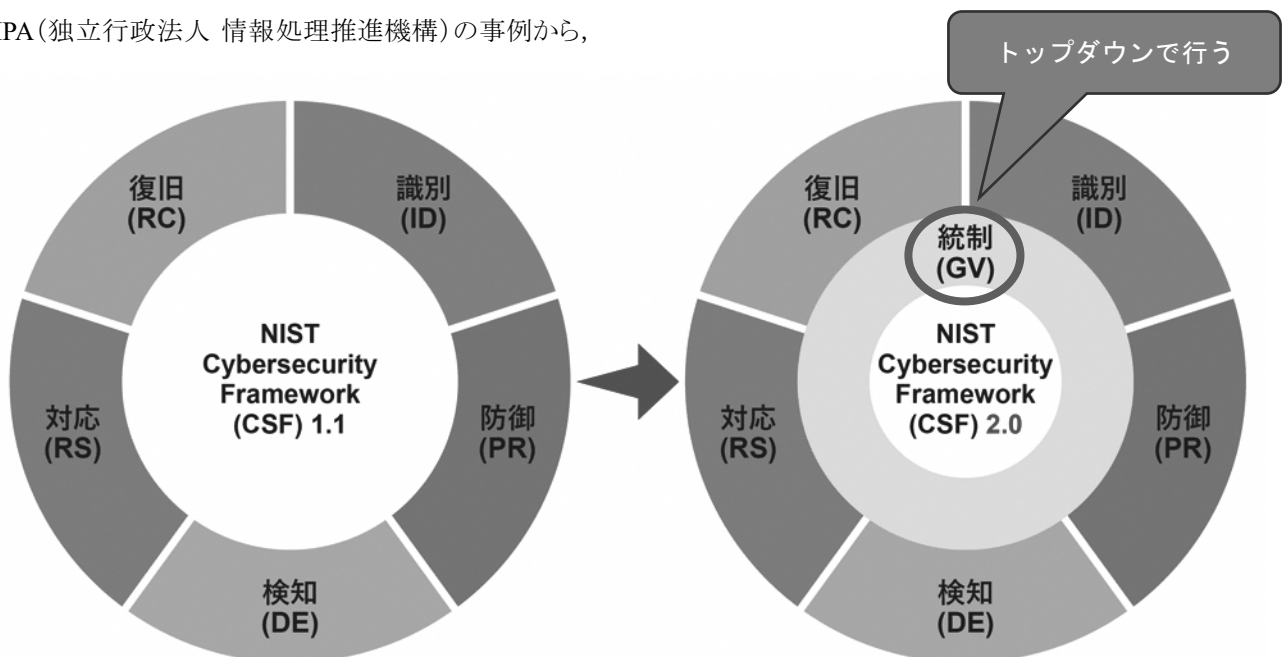 IPA(独立行政法人 情報処理推進機構)の事例から,
トップダウンで行う
復旧
(RC)
識別
(ID)
対応
(RS)
防御
(PR)
検知
(DE)
NIST
Cybersecurity
Framework
(CSF) 1.1
復旧
(RC)
識別
(ID)
統制
(GV)
対応
(RS)
防御
(PR)
検知
(DE)
NIST
Cybersecurity
Framework
(CSF) 2.0